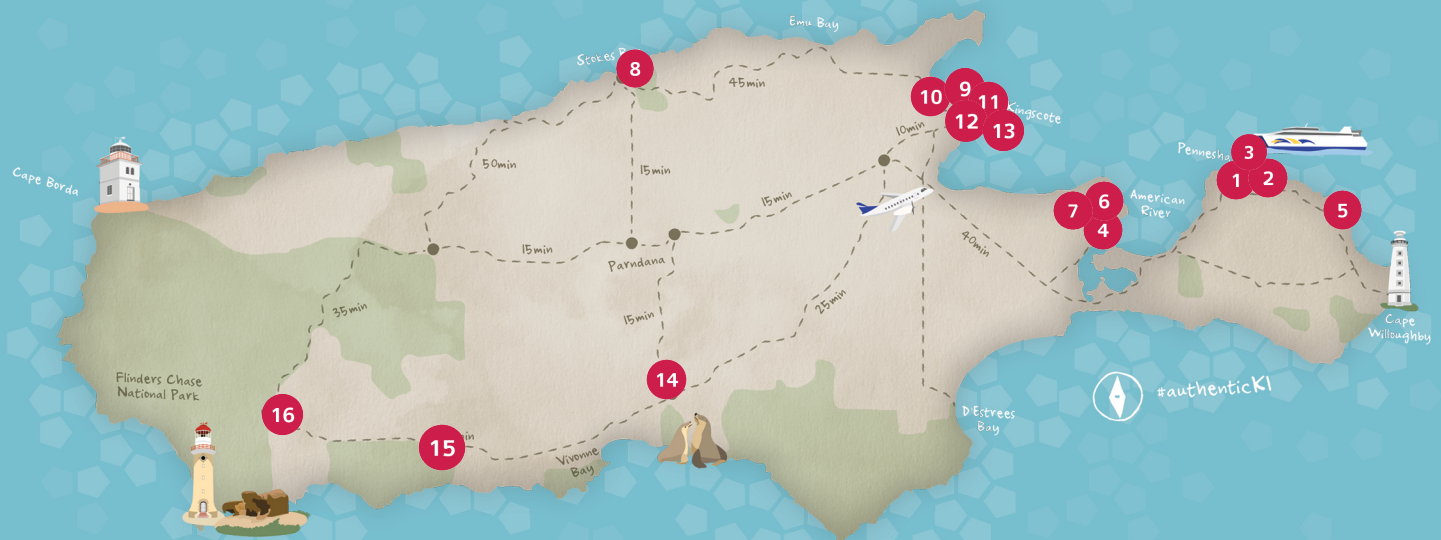 Emu Bay
Stokes
8
45min
10
9
11
12
13
Kingscote
10min
Cape Borda
50min
15min
15min
15min
Parndana
Penneshaw
3
1
2
5
7
6
4
American
River
40min
35min
15min
25min
Cape
Willoughby
Flinders Chase
National Park
14
16
15
min
Vivonne
Bay
D'Estrees
Bay
#authenticKI